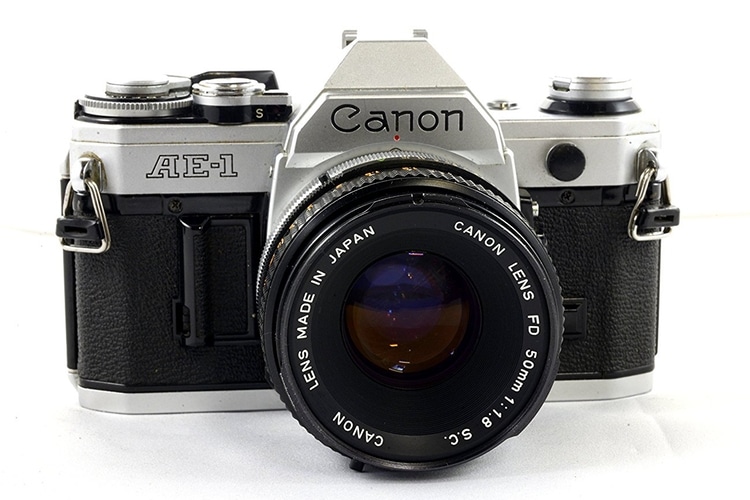 Canon
AE-1
S
CANON LENS FD 50mm 1:1.8 S.C.
CANON LENS MADE IN JAPAN